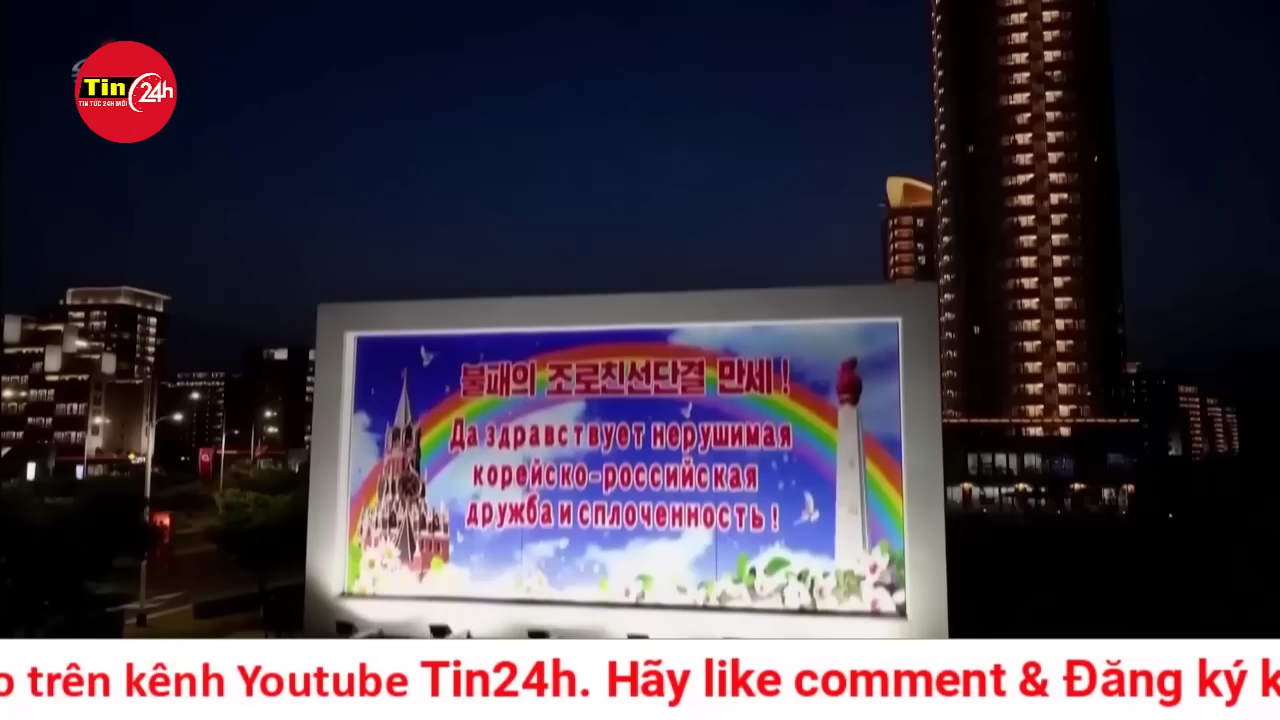 Tin 24h
TIN TỨC 24H MỚI
불패의 조로친선단결 만세!
Да здравствует нерушимая
корейско-российская
дружба и сплоченность!
o trên kênh Youtube Tin24h. Hãy like comment & Đăng ký k